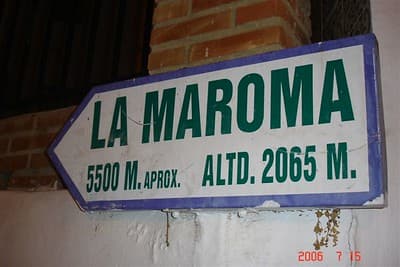 LA MAROMA
5500 M. APROX. ALTD. 2065 M.
2006 7 15